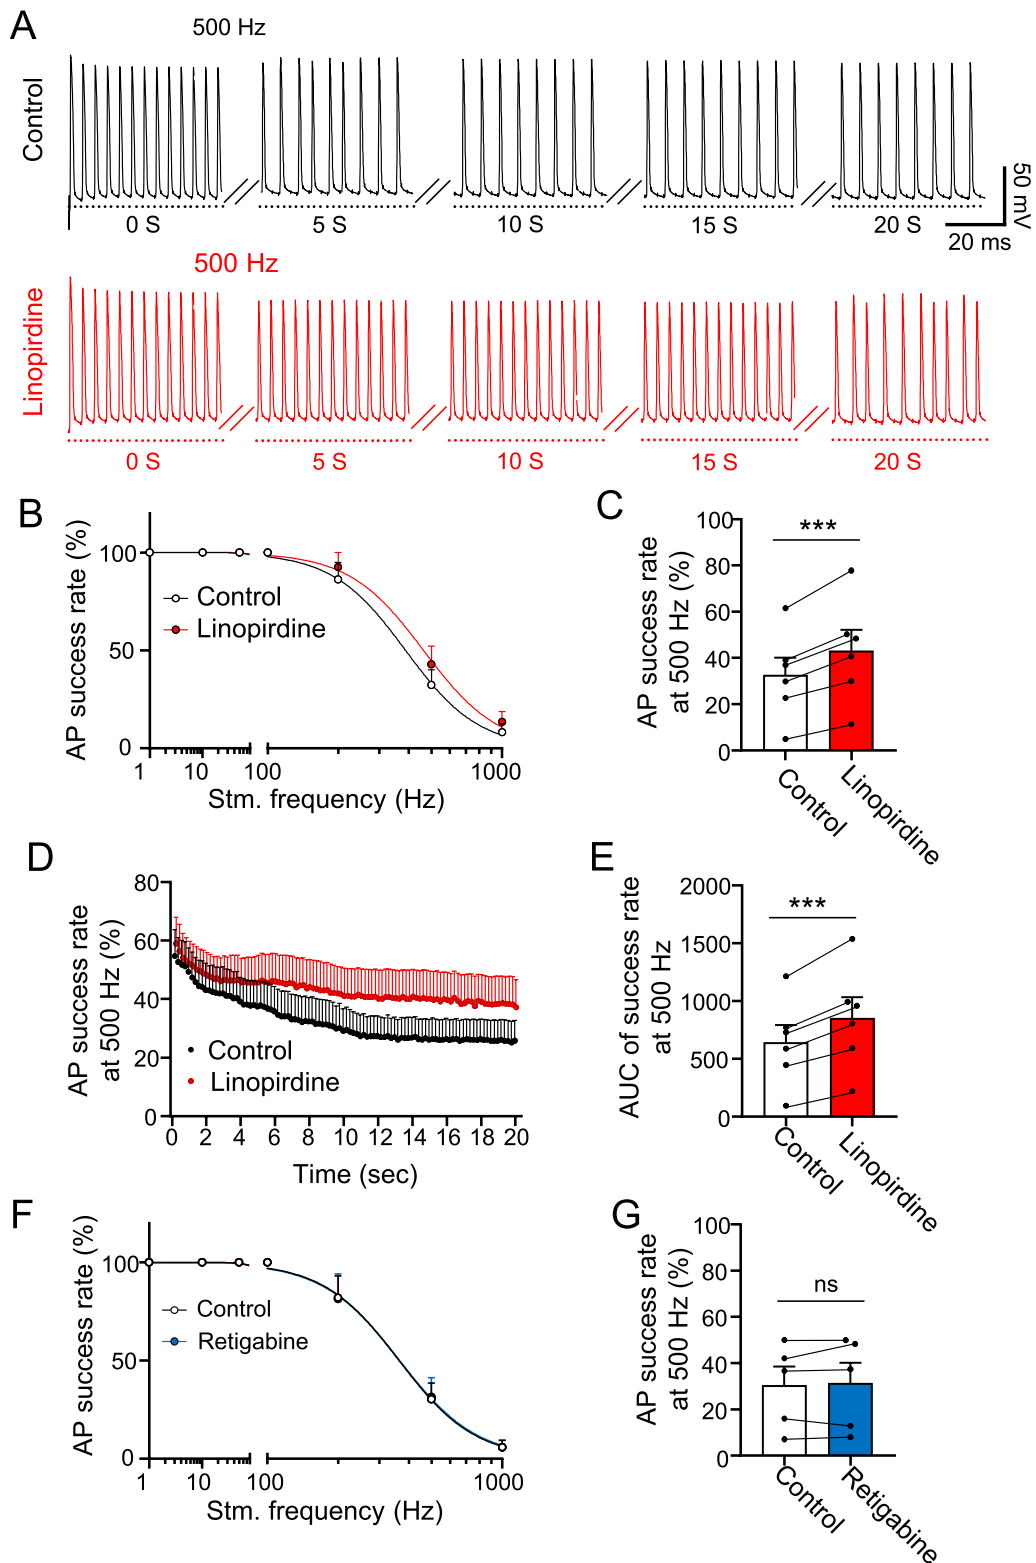 A
500 Hz
Control
0 S
5 S
10 S
15 S
20 S
50 mV
20 ms
500 Hz
Linopirdine
0 S
5 S
10 S
15 S
20 S
B
AP success rate (%)
100
50
0
Control
Linopirdine
1
10
100
1000
Stm. frequency (Hz)
C
AP success rate
at 500 Hz (%)
100
80
60
40
20
0
***
Control
Linopirdine
D
AP success rate
at 500 Hz (%)
80
60
40
20
0
Control
Linopirdine
0
2
4
6
8
10
12
14
16
18
20
Time (sec)
E
AUC of success rate
at 500 Hz
2000
1500
1000
500
0
***
Control
Linopirdine
F
AP success rate (%)
100
50
0
Control
Retigabine
1
10
100
1000
Stm. frequency (Hz)
G
AP success rate
at 500 Hz (%)
100
80
60
40
20
0
ns
Control
Retigabine